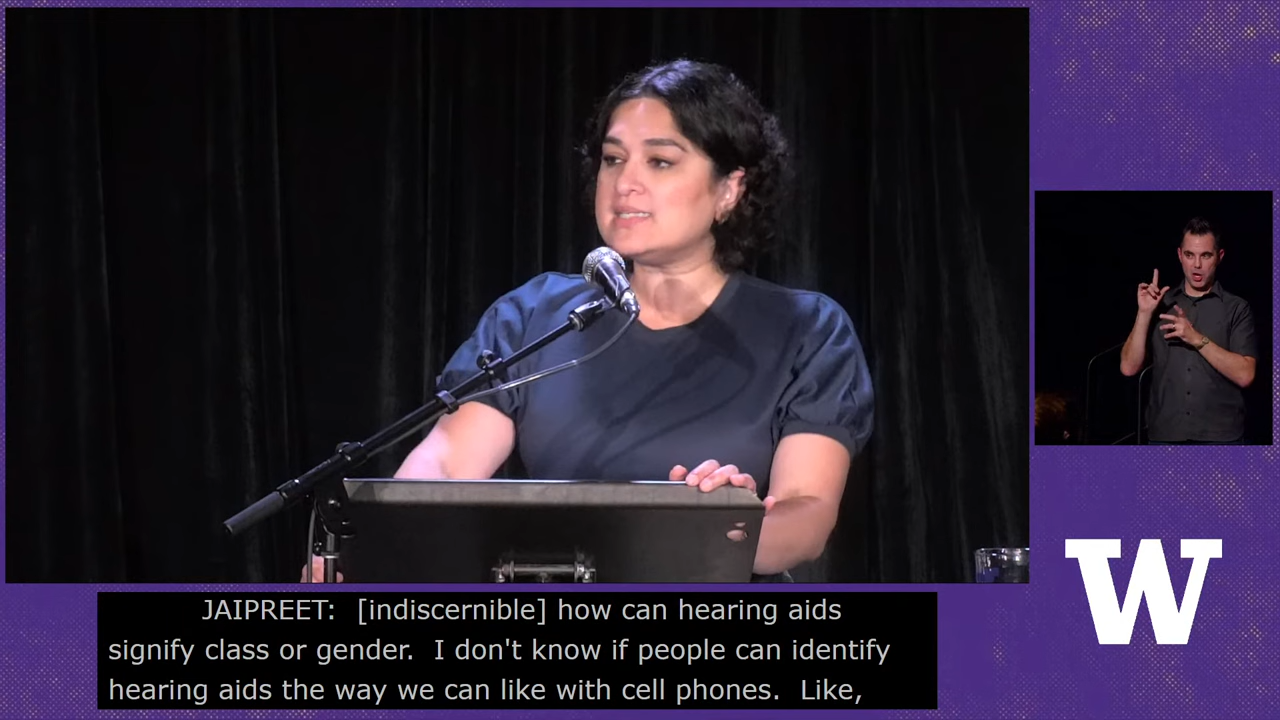 JAIPREET:  [indiscernible] how can hearing aids
signify class or gender.  I don't know if people can identify
hearing aids the way we can like with cell phones.  Like,
W